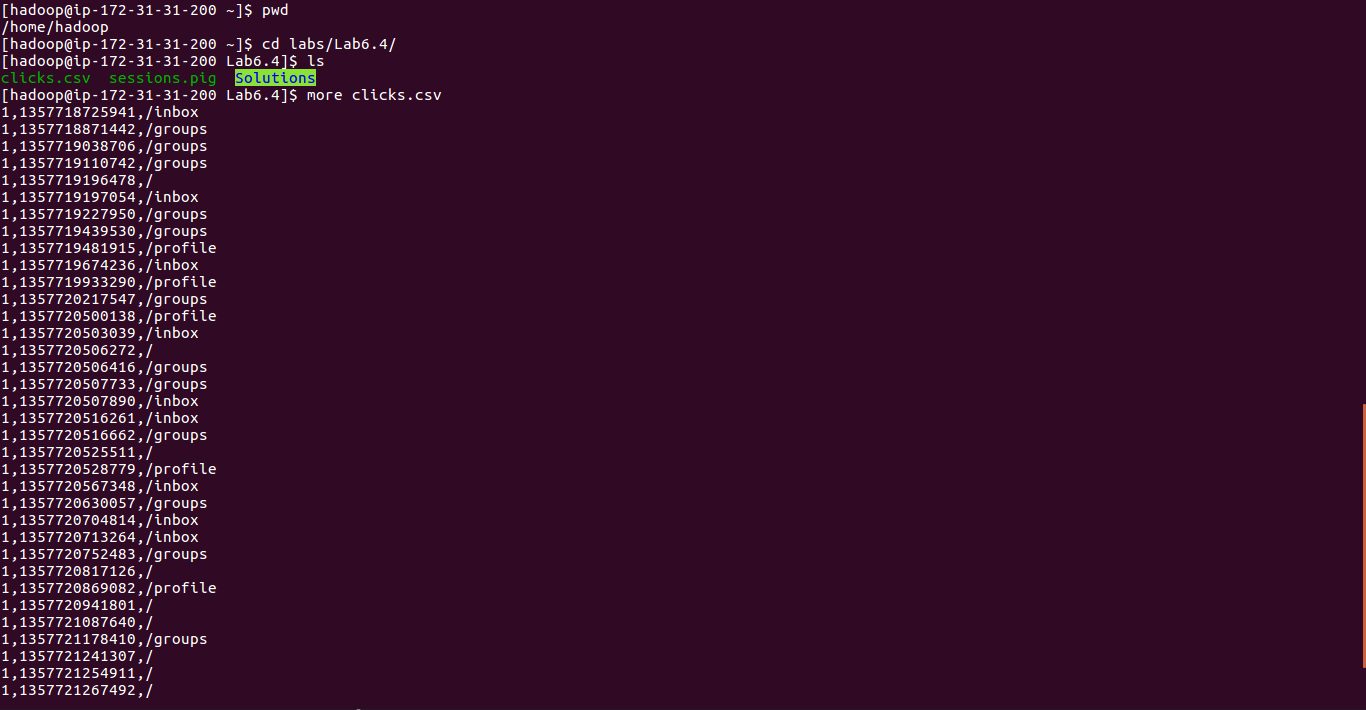 [hadoop@ip-172-31-31-200 ~]$ pwd
/home/hadoop
[hadoop@ip-172-31-31-200 ~]$ cd labs/Lab6.4/
[hadoop@ip-172-31-31-200 Lab6.4]$ ls
clicks.csv  sessions.pig  Solutions
[hadoop@ip-172-31-31-200 Lab6.4]$ more clicks.csv
1,1357718725941,/inbox
1,1357718871442,/groups
1,1357719038706,/groups
1,1357719110742,/groups
1,1357719196478,/
1,1357719197054,/inbox
1,1357719227950,/groups
1,1357719439530,/groups
1,1357719481915,/profile
1,1357719674236,/inbox
1,1357719933290,/profile
1,1357720217547,/groups
1,1357720500138,/profile
1,1357720503039,/inbox
1,1357720506272,/
1,1357720506416,/groups
1,1357720507733,/groups
1,1357720507890,/inbox
1,1357720516261,/inbox
1,1357720516662,/groups
1,1357720525511,/
1,1357720528779,/profile
1,1357720567348,/inbox
1,1357720630057,/groups
1,1357720704814,/inbox
1,1357720713264,/inbox
1,1357720752483,/groups
1,1357720817126,/
1,1357720869082,/profile
1,1357720941801,/
1,1357721087640,/
1,1357721178410,/groups
1,1357721241307,/
1,1357721254911,/
1,1357721267492,/